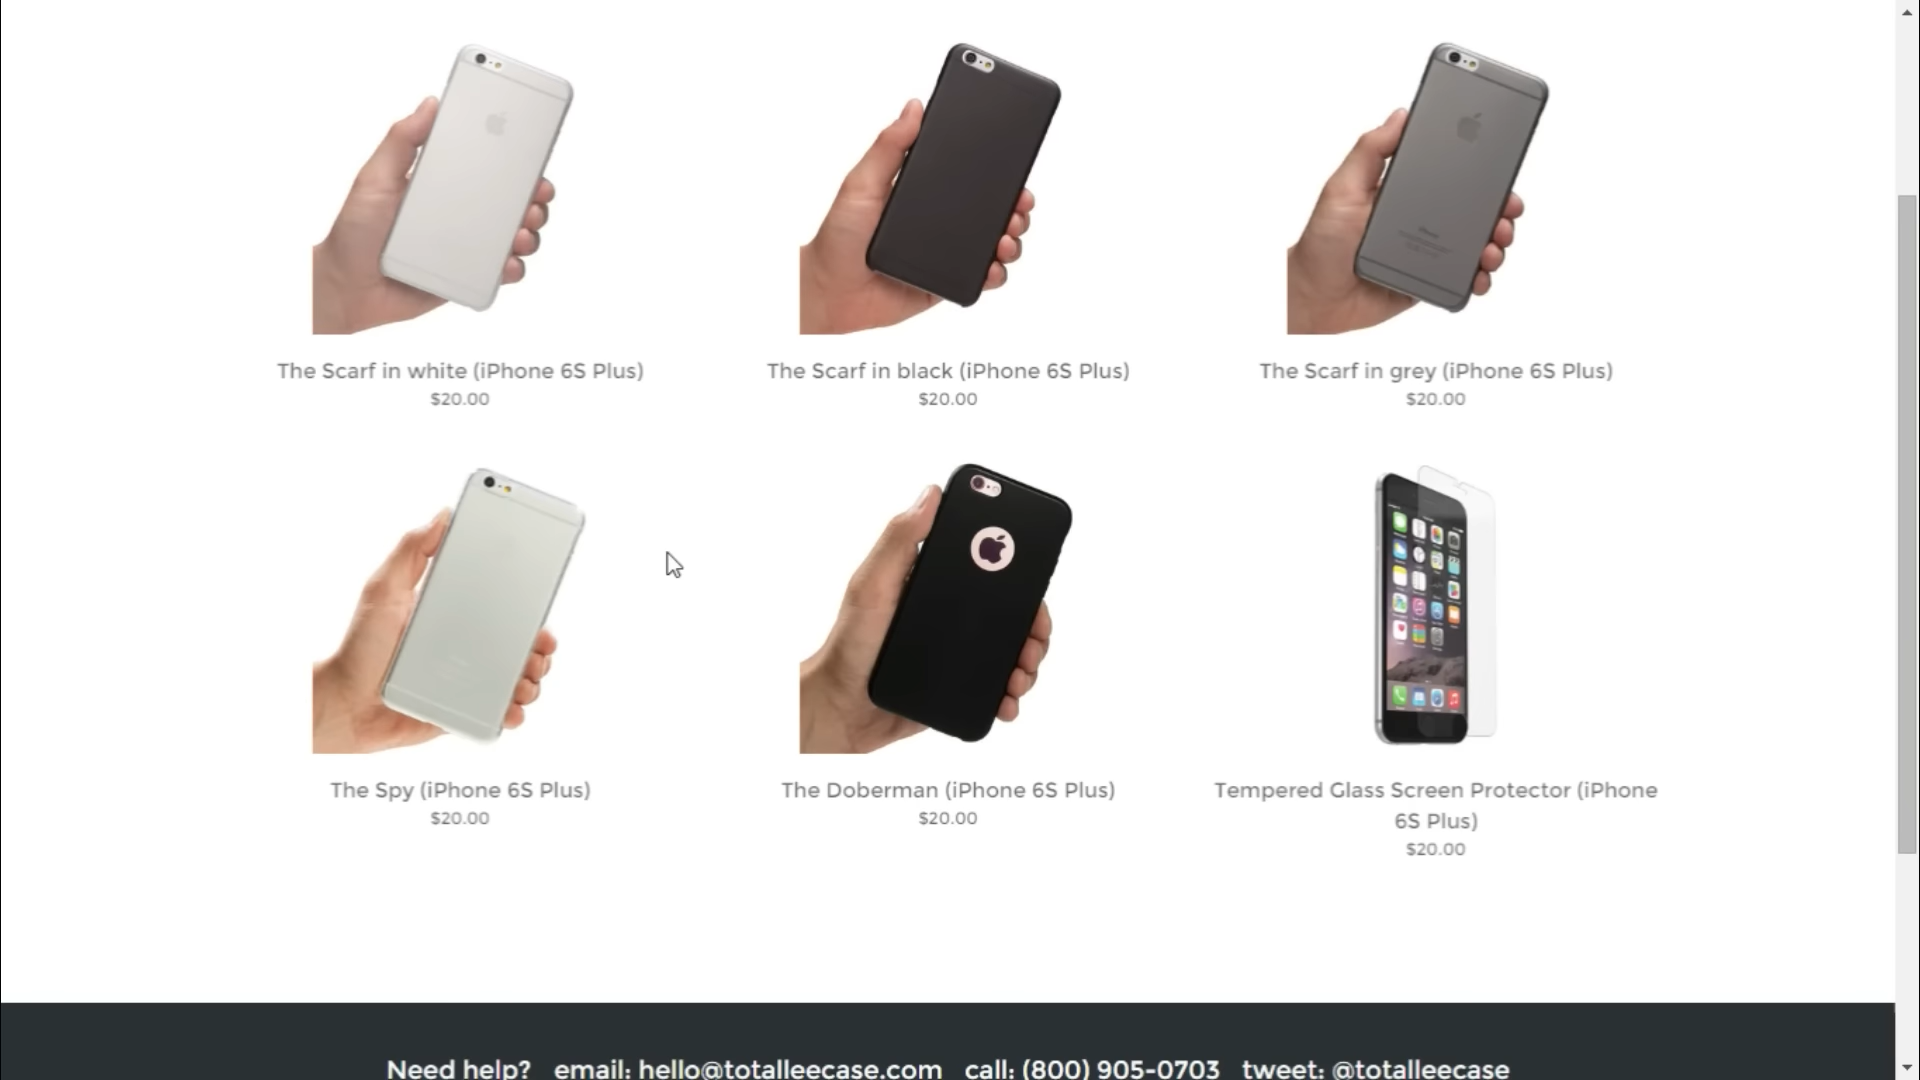 The Scarf in white (iPhone 6S Plus)
$20.00
The Scarf in black (iPhone 6S Plus)
$20.00
The Scarf in grey (iPhone 6S Plus)
$20.00
The Spy (iPhone 6S Plus)
$20.00
The Doberman (iPhone 6S Plus)
$20.00
Tempered Glass Screen Protector (iPhone
6S Plus)
$20.00
Need help? email: hello@totalleecase.com call: (800) 905-0703 tweet: @totalleecase